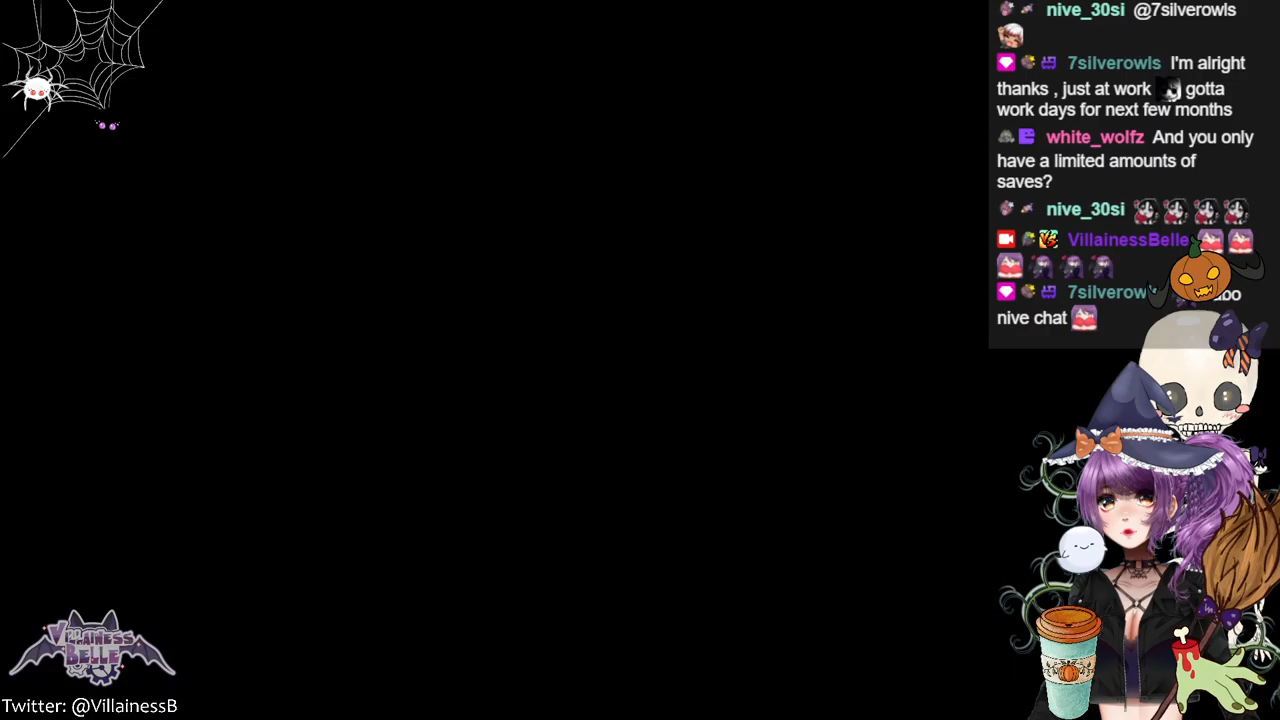 nive_30si @7silverowls
7silverowls I'm alright
thanks , just at work gotta
work days for next few months
white_wolfz And you only
have a limited amounts of
saves?
nive_30si
VillainessBelle
7silverow
nive chat
VILLAINESS
BELLE
Twitter: @VillainessB